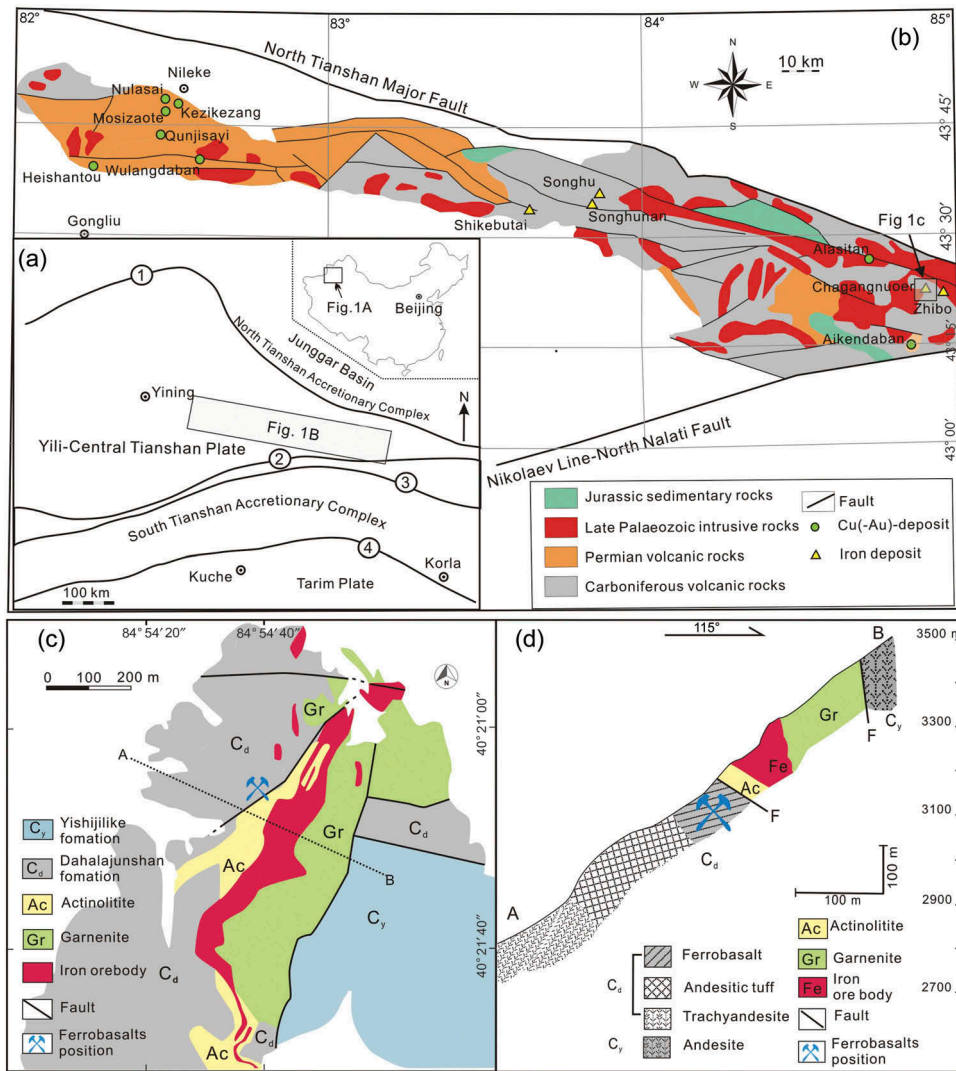 82°
83°
84°
85°
(b)
North Tianshan Major Fault
N
W
E
S
10 km
Nileke
Nulasai
Kezikezang
Mosizaote
Qunjisayi
Wulangdaban
Heishantou
Gongliu
43° 45′
Songhu
Songhunan
Shikebutai
43° 30′
Fig 1c
Alasitan
Chagangnuoer
Zhibo
Aikendaban
43° 00′
Nikolaev Line-North Nalati Fault
Jurassic sedimentary rocks
Late Palaeozoic intrusive rocks
Permian volcanic rocks
Carboniferous volcanic rocks
Fault
Cu(-Au)-deposit
Iron deposit
(a)
1
Fig.1A
Beijing
Junggar Basin
North Tianshan Accretionary Complex
N
Yining
Fig. 1B
Yili-Central Tianshan Plate
2
3
South Tianshan Accretionary Complex
4
Kuche
Korla
Tarim Plate
100 km
(c)
84° 54′20″
84° 54′40″
0 100 200 m
N
40° 21′00″
40° 21′40″
Gr
Cd
A
Ac
Gr
Cd
B
Cy
Cd
Cd
Ac
Cy
Yishijilike
fomation
Cd
Dahalajunshan
fomation
Ac
Actinolitite
Gr
Garnenite
Iron orebody
Fault
Ferrobasalts
position
(d)
115°
B
3500 m
3300
3100
2900
2700
Gr
Cy
F
Fe
Ac
F
Cd
A
100 m
100 m
Cd
Ferrobasalt
Andesitic tuff
Trachyandesite
Cy
Andesite
Ac
Actinolitite
Gr
Garnenite
Fe
Iron
ore body
Fault
Ferrobasalts
position